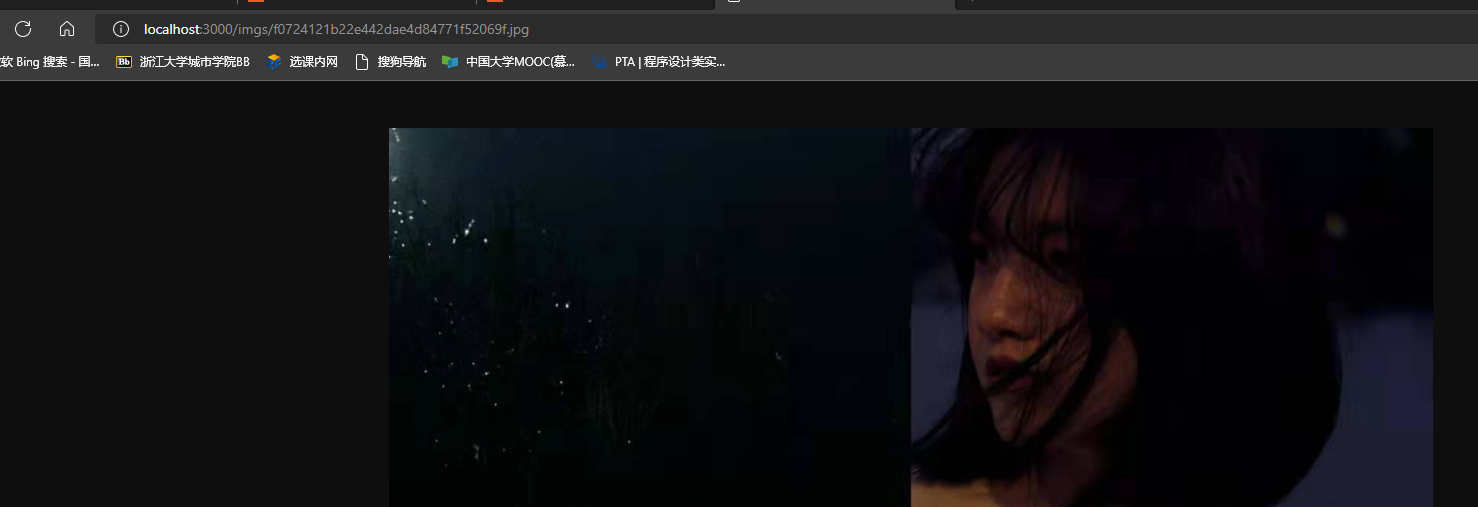 localhost:3000/imgs/f0724121b22e442dae4d84771f52069f.jpg
软 Bing 搜索 - 国... Bb 浙江大学城市学院BB 选课内网 搜狗导航 中国大学MOOC(慕... PTA | 程序设计类实...